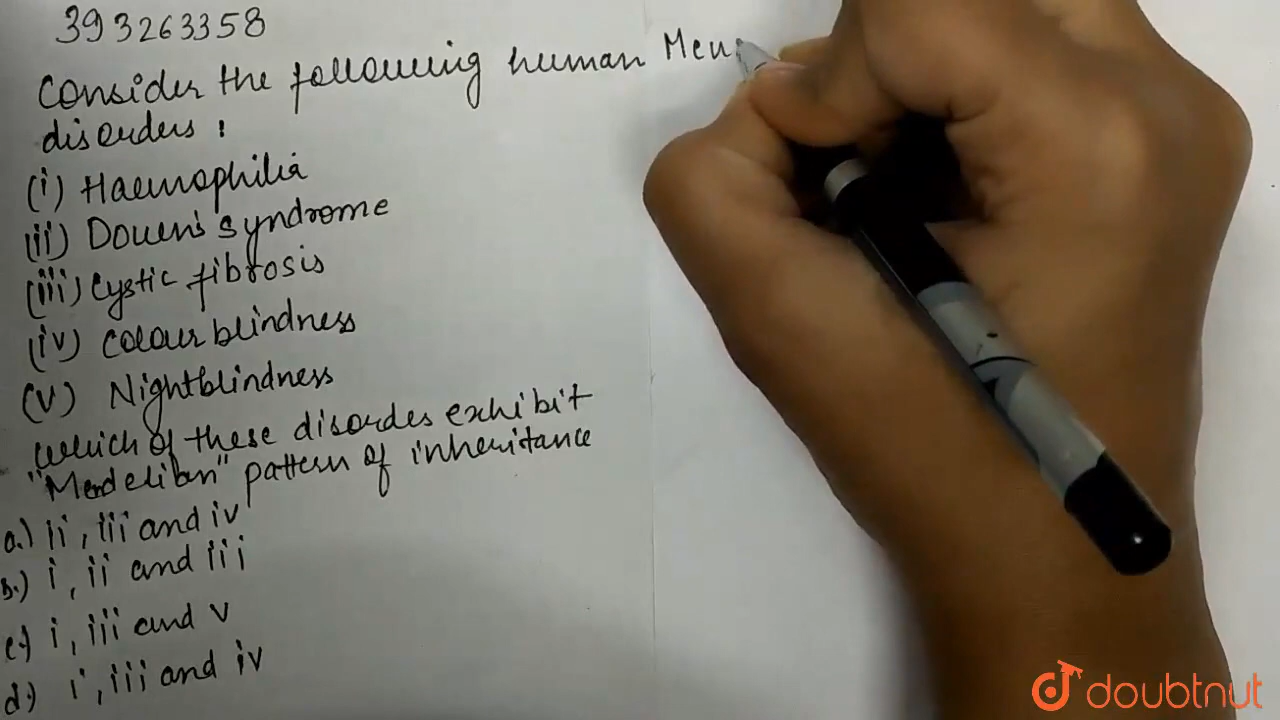 393263358
Consider the following human Men
disorders :
(i) Haemophilia
(ii) Down's syndrome
(iii) Cystic fibrosis
(iv) Colour blindness
(v) Nightblindness
which of these disordes exhibit
"Mendelian" pattern of inheritance
a.) ii, iii and iv
b.) i, ii and iii
c.) i, iii and v
d.) i, iii and iv
doubtnut